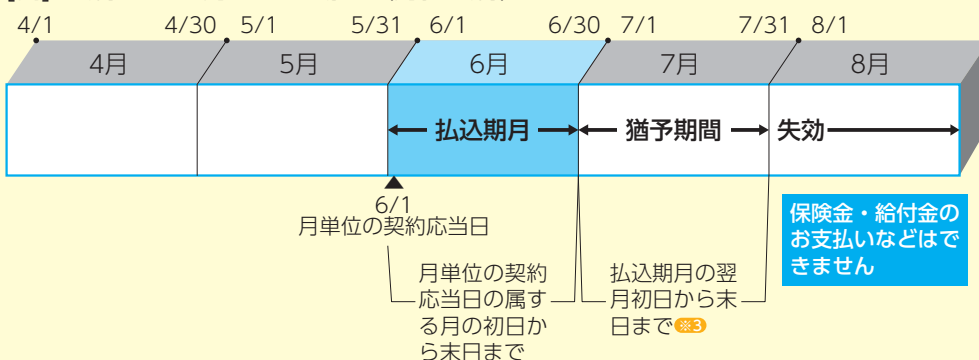 4/1 4/30 5/1 5/31 6/1 6/30 7/1 7/31 8/1
4月 5月 6月 7月 8月
払込期月 猶予期間 失効
6/1
月単位の契約応当日
保険金・給付金の
お支払いなどはで
きません
月単位の契約
応当日の属す
る月の初日か
ら末日まで
払込期月の翌
月初日から末
日まで※3